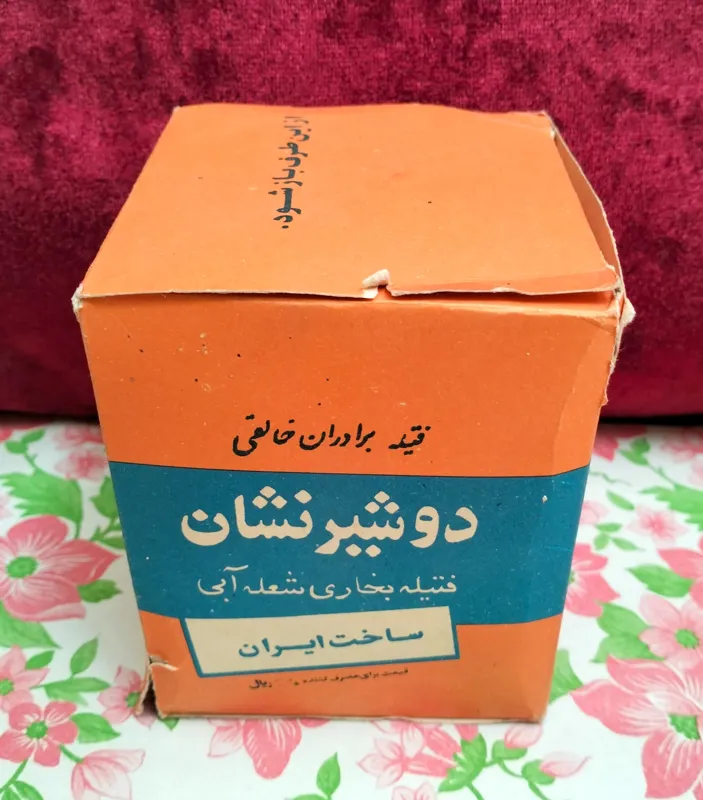 از این طرف باز شود.
فتیله برادران خالقی
دو شیر نشان
فتیله بخاری شعله آبی
ساخت ایران
قیمت برای مصرف کننده ریال